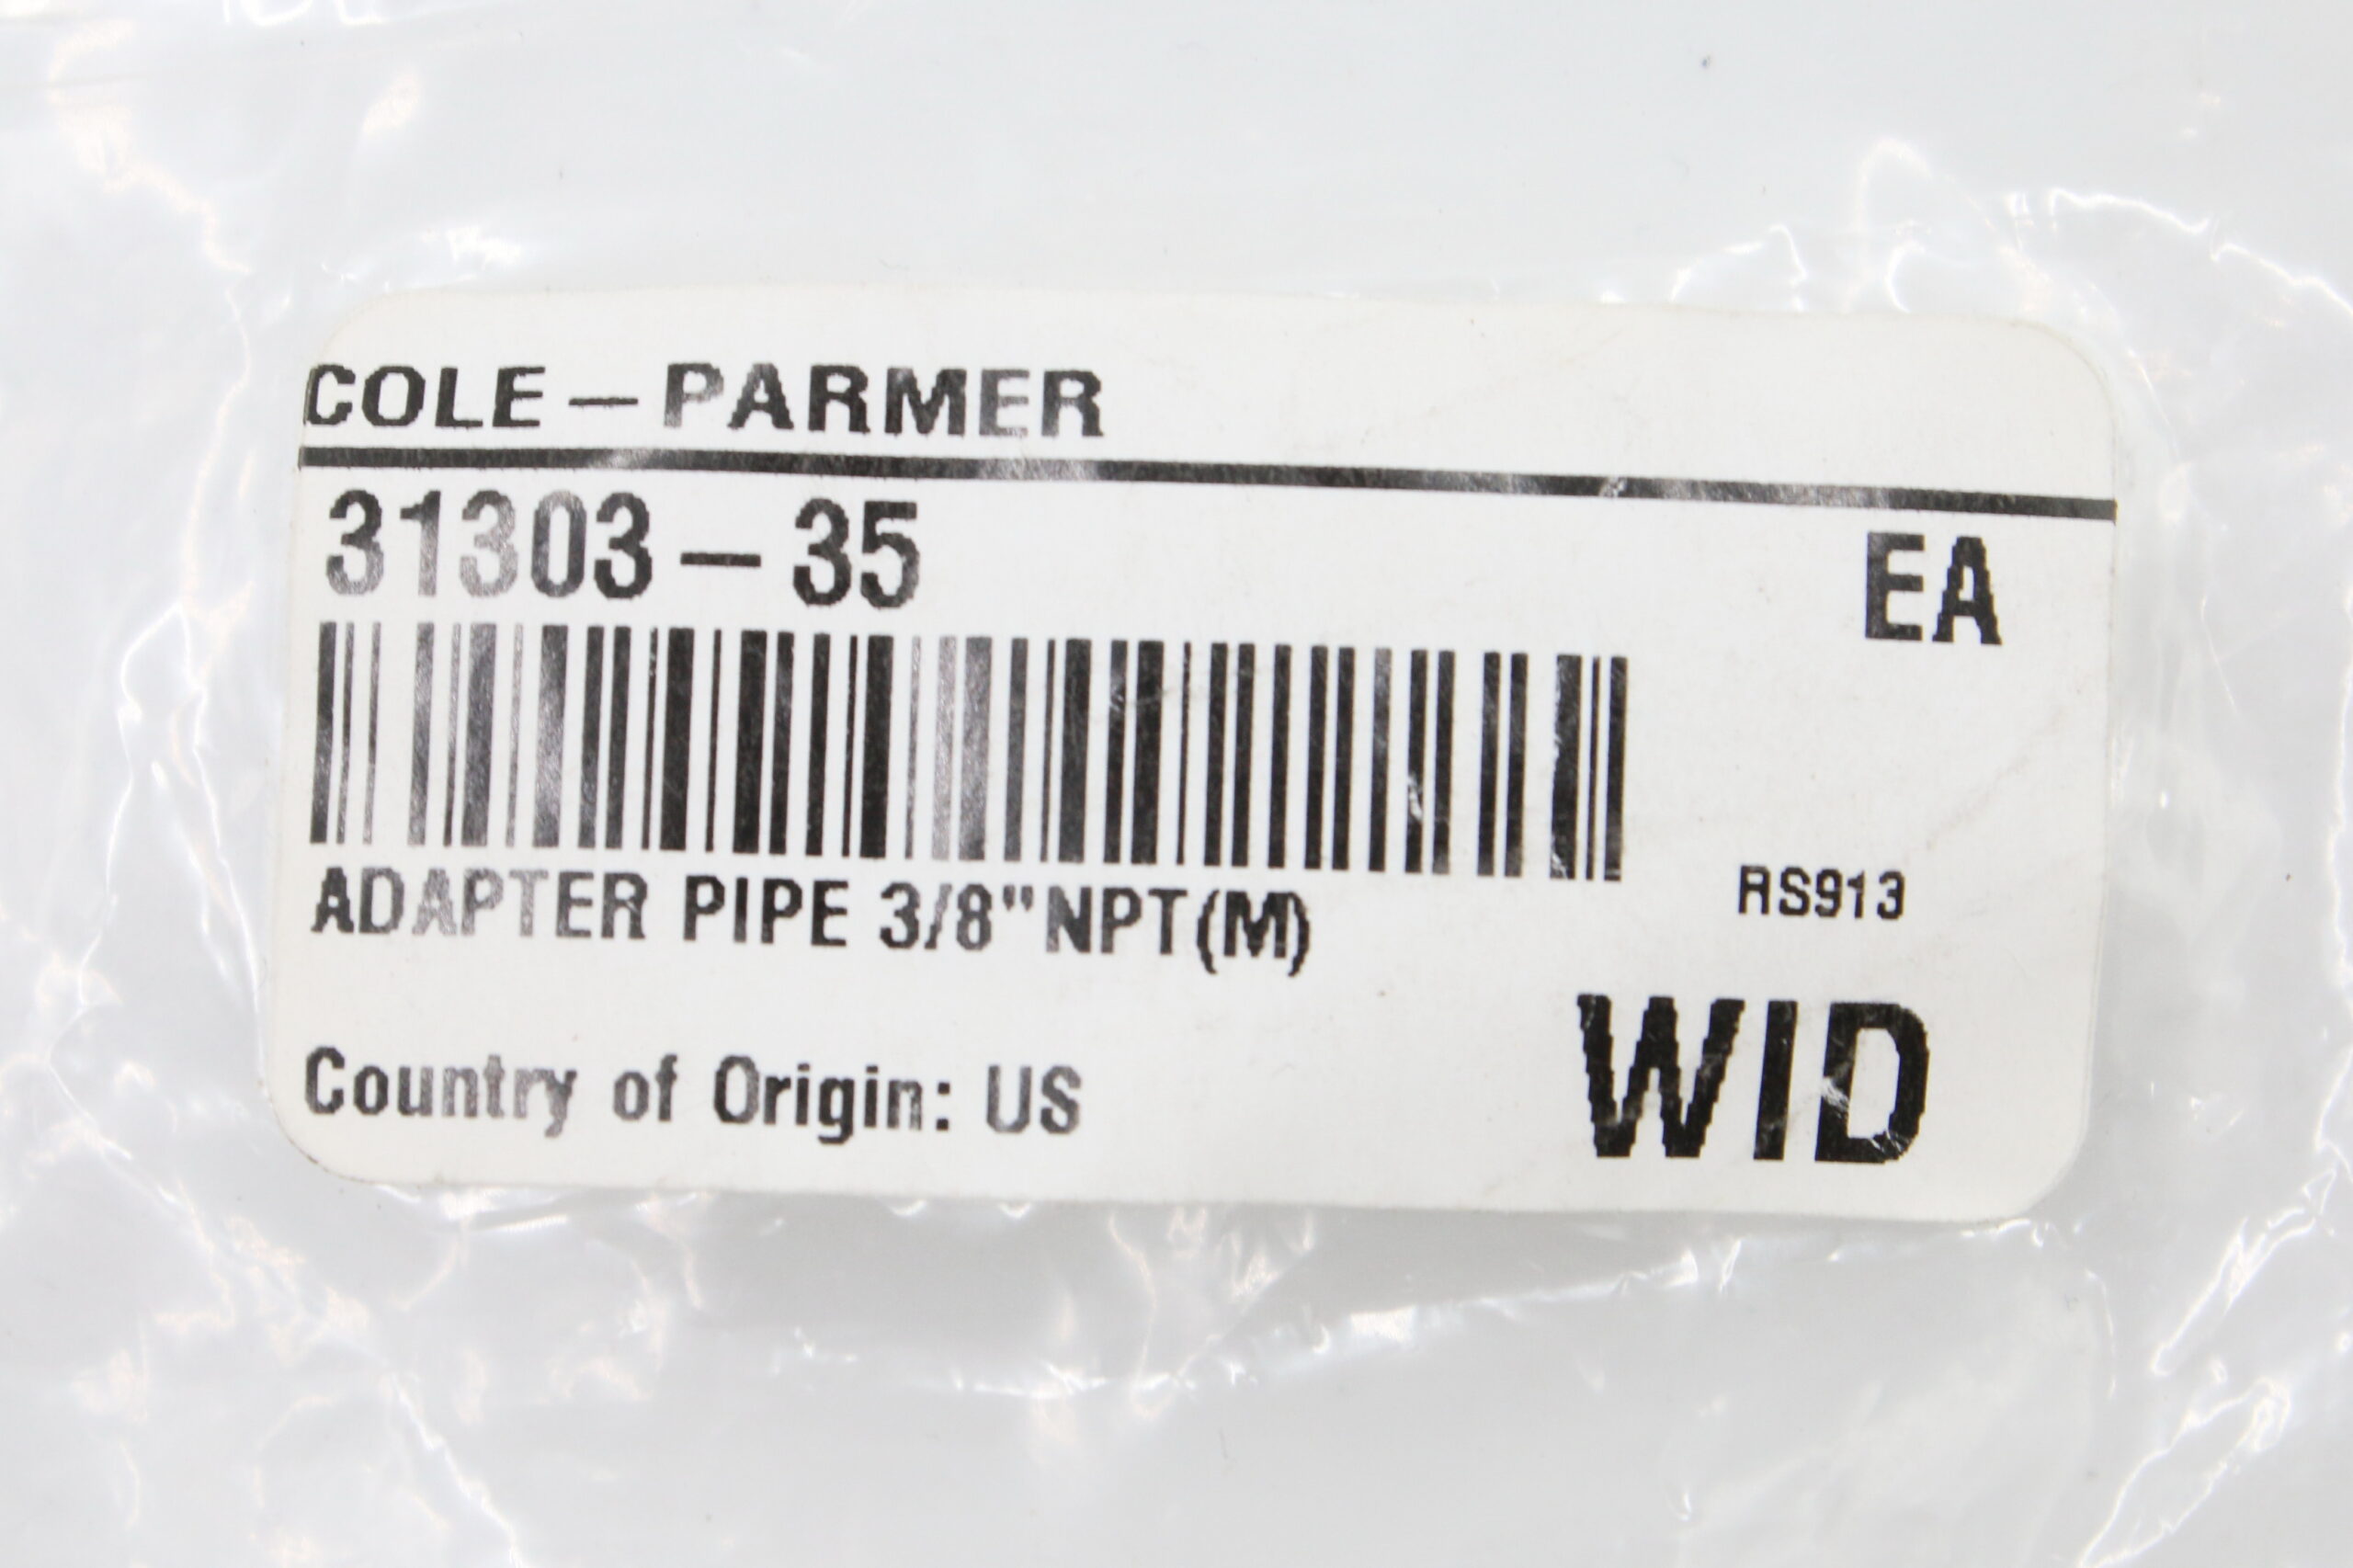 COLE-PARMER
31303-35
EA
ADAPTER PIPE 3/8"NPT(M)
RS913
Country of Origin: US
WID